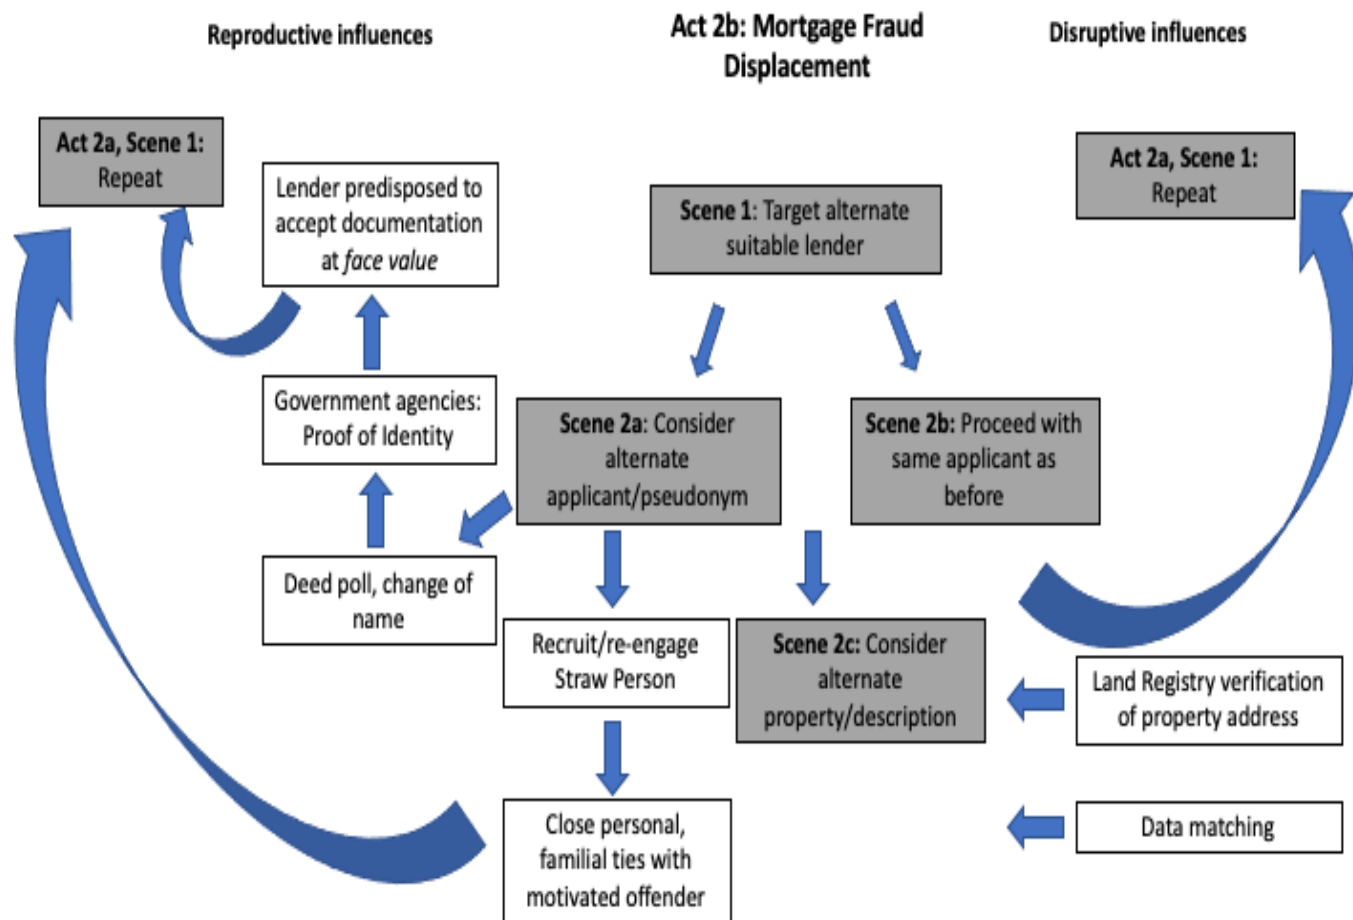 Reproductive influences
Act 2b: Mortgage Fraud
Displacement
Disruptive influences
Act 2a, Scene 1:
Repeat
Lender predisposed to
accept documentation
at face value
Scene 1: Target alternate
suitable lender
Act 2a, Scene 1:
Repeat
Government agencies:
Proof of Identity
Scene 2a: Consider
alternate
applicant/pseudonym
Scene 2b: Proceed with
same applicant as
before
Deed poll, change of
name
Recruit/re-engage
Straw Person
Scene 2c: Consider
alternate
property/description
Land Registry verification
of property address
Close personal,
familial ties with
motivated offender
Data matching